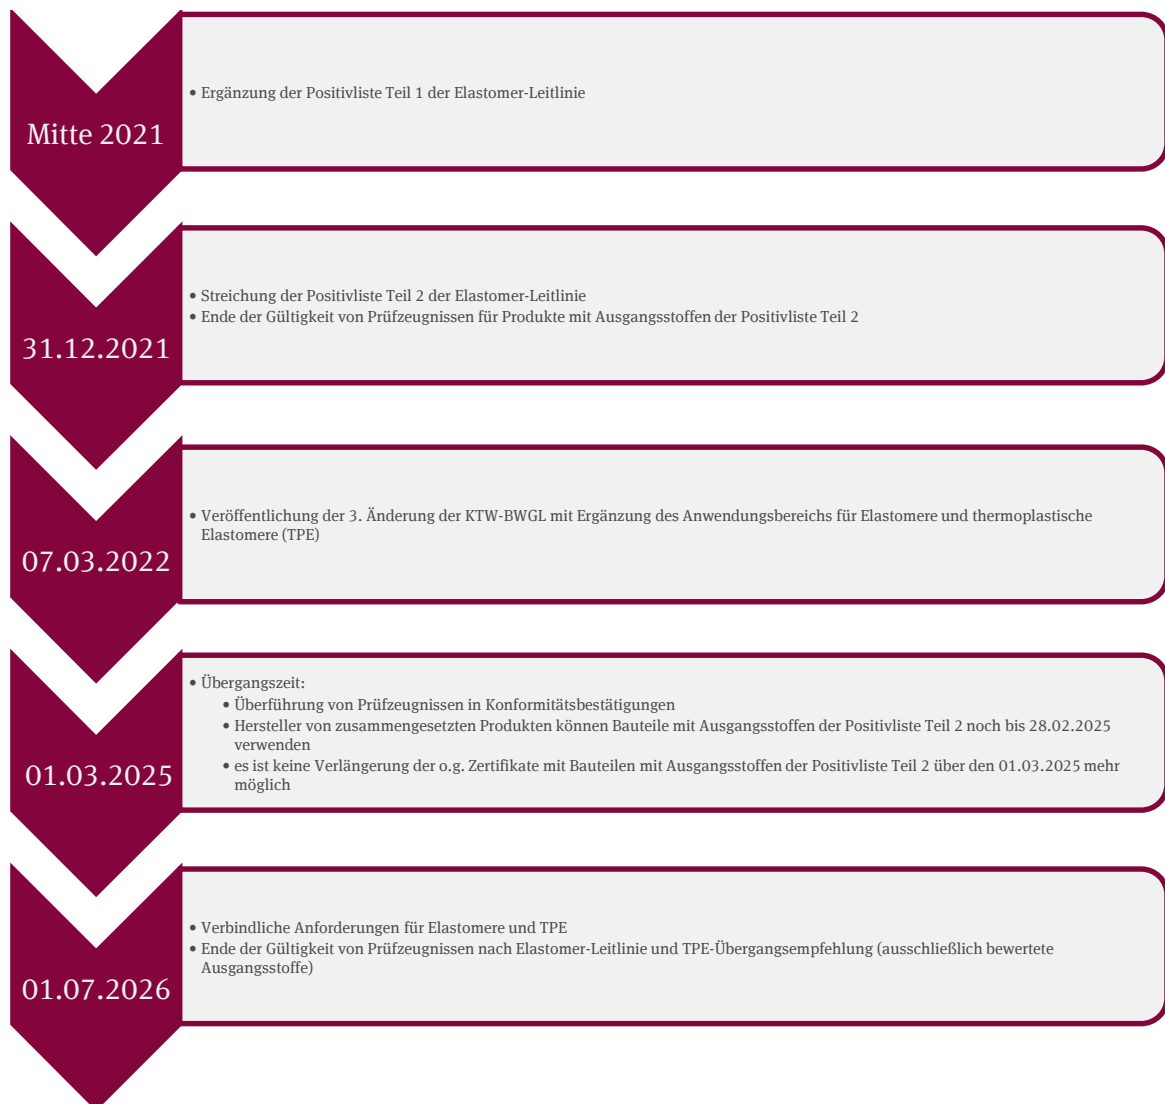 Mitte 2021
• Ergänzung der Positivliste Teil 1 der Elastomer-Leitlinie
31.12.2021
• Streichung der Positivliste Teil 2 der Elastomer-Leitlinie
• Ende der Gültigkeit von Prüfzeugnissen für Produkte mit Ausgangsstoffen der Positivliste Teil 2
07.03.2022
• Veröffentlichung der 3. Änderung der KTW-BWGL mit Ergänzung des Anwendungsbereichs für Elastomere und thermoplastische
Elastomere (TPE)
01.03.2025
• Übergangszeit:
• Überführung von Prüfzeugnissen in Konformitätsbestätigungen
• Hersteller von zusammengesetzten Produkten können Bauteile mit Ausgangsstoffen der Positivliste Teil 2 noch bis 28.02.2025
verwenden
• es ist keine Verlängerung der o.g. Zertifikate mit Bauteilen mit Ausgangsstoffen der Positivliste Teil 2 über den 01.03.2025 mehr
möglich
01.07.2026
• Verbindliche Anforderungen für Elastomere und TPE
• Ende der Gültigkeit von Prüfzeugnissen nach Elastomer-Leitlinie und TPE-Übergangsempfehlung (ausschließlich bewertete
Ausgangsstoffe)